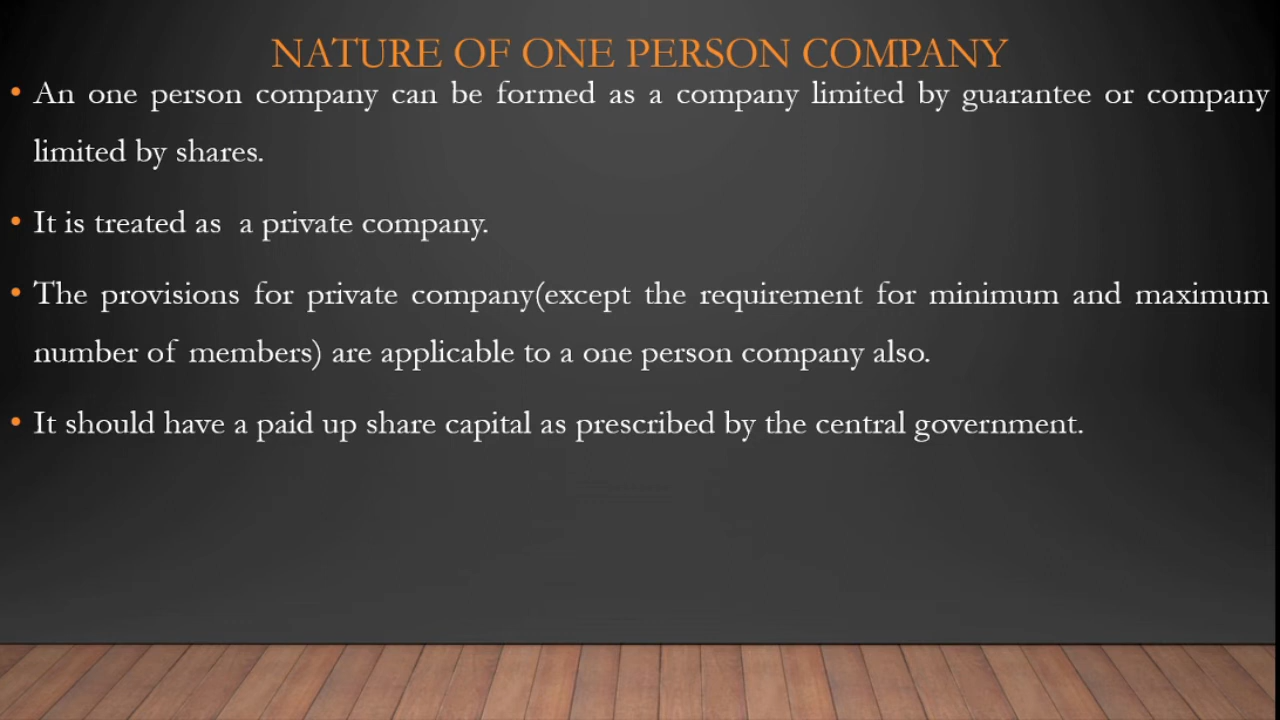 NATURE OF ONE PERSON COMPANY
• An one person company can be formed as a company limited by guarantee or company
limited by shares.
• It is treated as  a private company.
• The provisions for private company(except the requirement for minimum and maximum
number of members) are applicable to a one person company also.
• It should have a paid up share capital as prescribed by the central government.